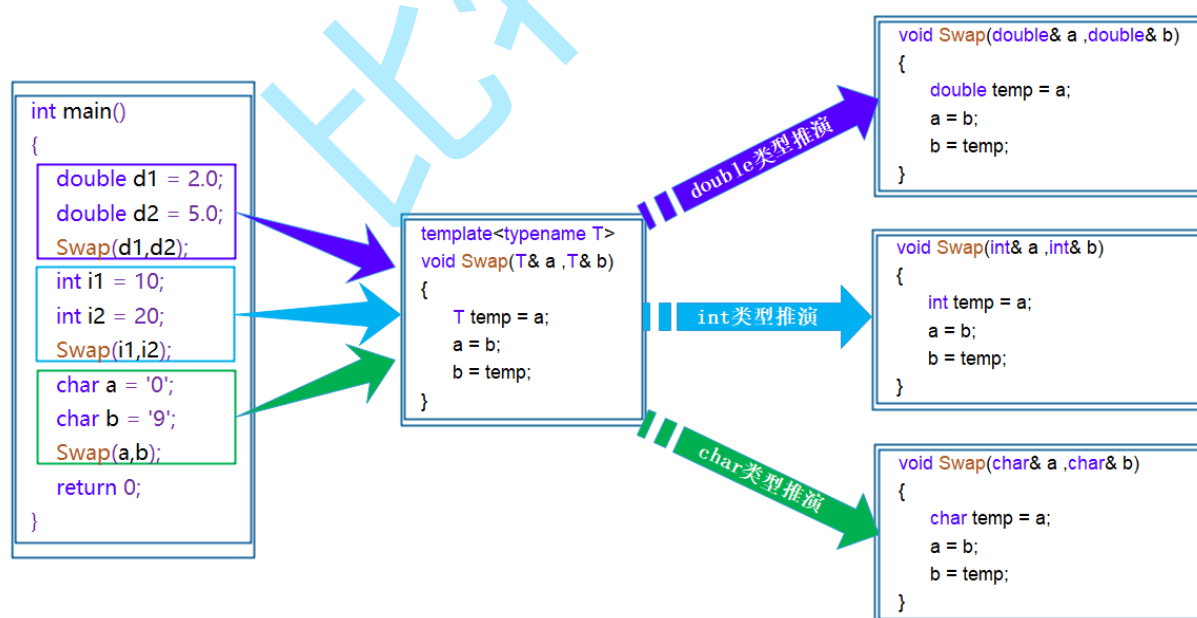 int main()
{
double d1 = 2.0;
double d2 = 5.0;
Swap(d1,d2);
int i1 = 10;
int i2 = 20;
Swap(i1,i2);
char a = '0';
char b = '9';
Swap(a,b);
return 0;
}
template<typename T>
void Swap(T& a ,T& b)
{
T temp = a;
a = b;
b = temp;
}
double类型推演
int类型推演
char类型推演
void Swap(double& a ,double& b)
{
double temp = a;
a = b;
b = temp;
}
void Swap(int& a ,int& b)
{
int temp = a;
a = b;
b = temp;
}
void Swap(char& a ,char& b)
{
char temp = a;
a = b;
b = temp;
}
比